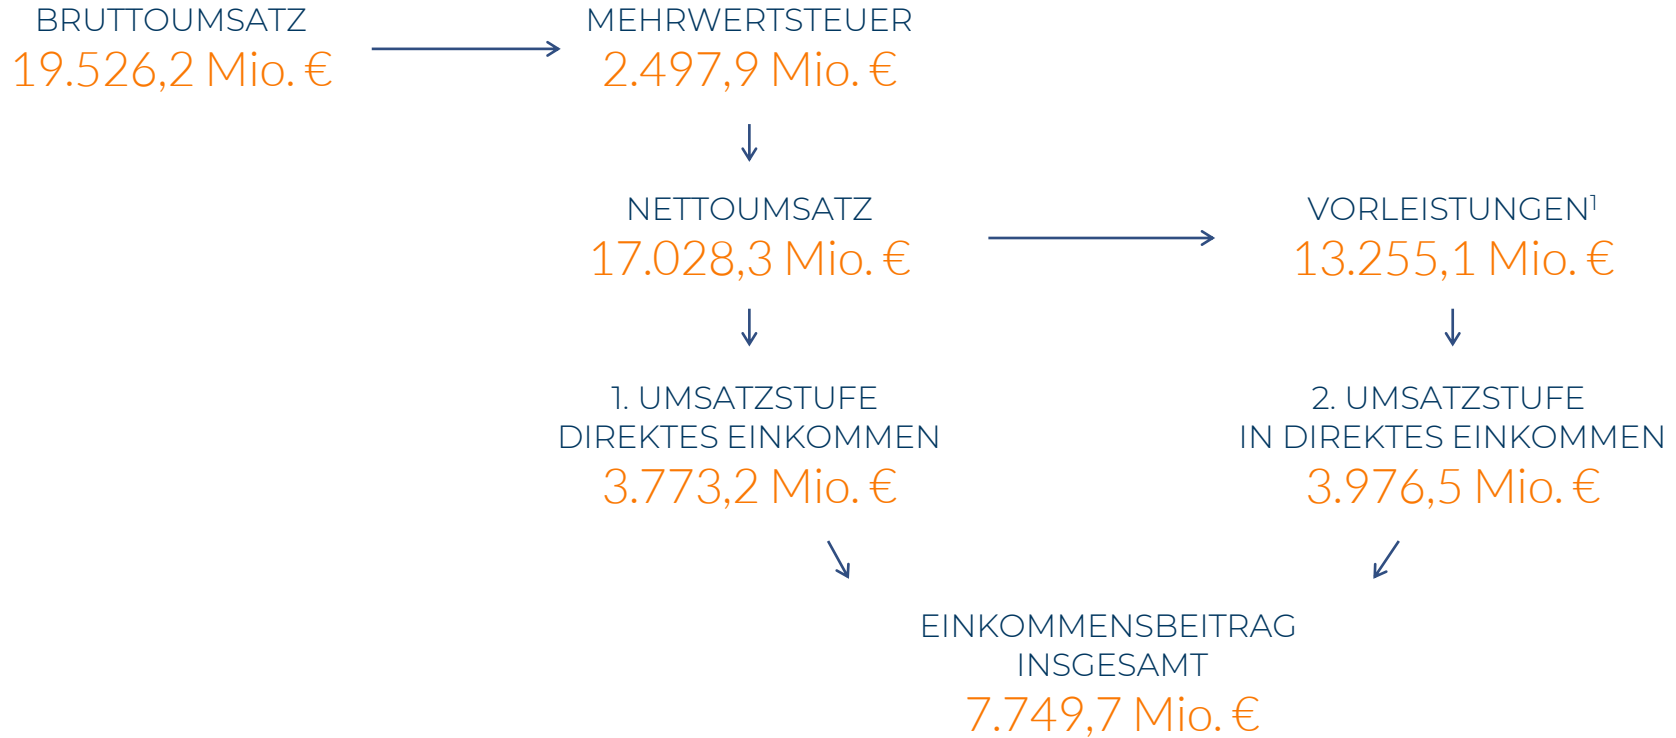 BRUTTOUMSATZ
19.526,2 Mio. €
MEHRWERTSTEUER
2.497,9 Mio. €
NETTOUMSATZ
17.028,3 Mio. €
VORLEISTUNGEN¹
13.255,1 Mio. €
1. UMSATZSTUFE
DIREKTES EINKOMMEN
3.773,2 Mio. €
2. UMSATZSTUFE
IN DIREKTES EINKOMMEN
3.976,5 Mio. €
EINKOMMENSBEITRAG
INSGESAMT
7.749,7 Mio. €